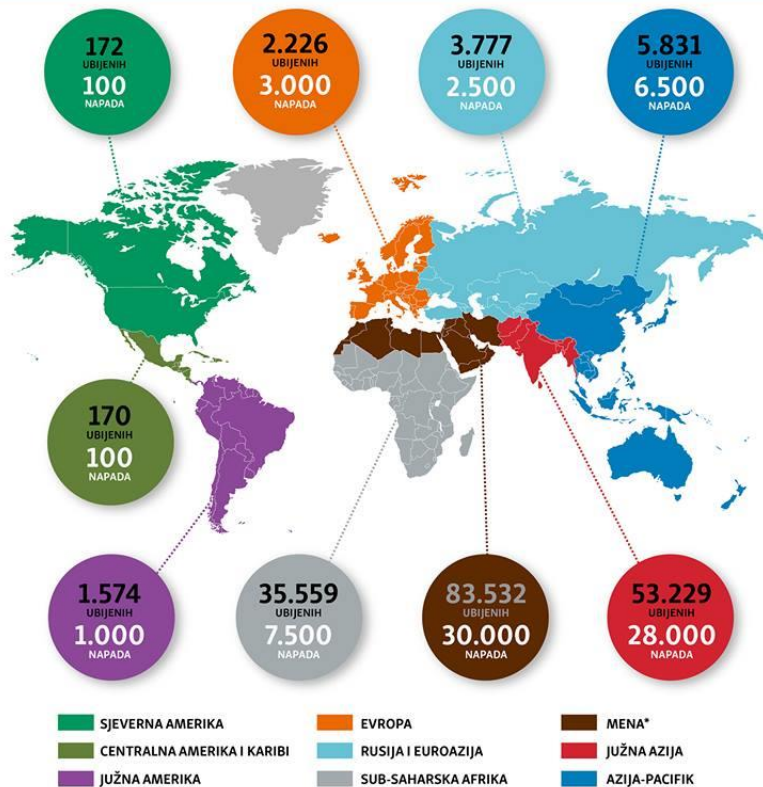 172
UBIJENIH
100
NAPADA
2.226
UBIJENIH
3.000
NAPADA
3.777
UBIJENIH
2.500
NAPADA
5.831
UBIJENIH
6.500
NAPADA
170
UBIJENIH
100
NAPADA
1.574
UBIJENIH
1.000
NAPADA
35.559
UBIJENIH
7.500
NAPADA
83.532
UBIJENIH
30.000
NAPADA
53.229
UBIJENIH
28.000
NAPADA
SJEVERNA AMERIKA
CENTRALNA AMERIKA I KARIBI
JUŽNA AMERIKA
EVROPA
RUSIJA I EUROAZIJA
SUB-SAHARSKA AFRIKA
MENA*
JUŽNA AZIJA
AZIJA-PACIFIK